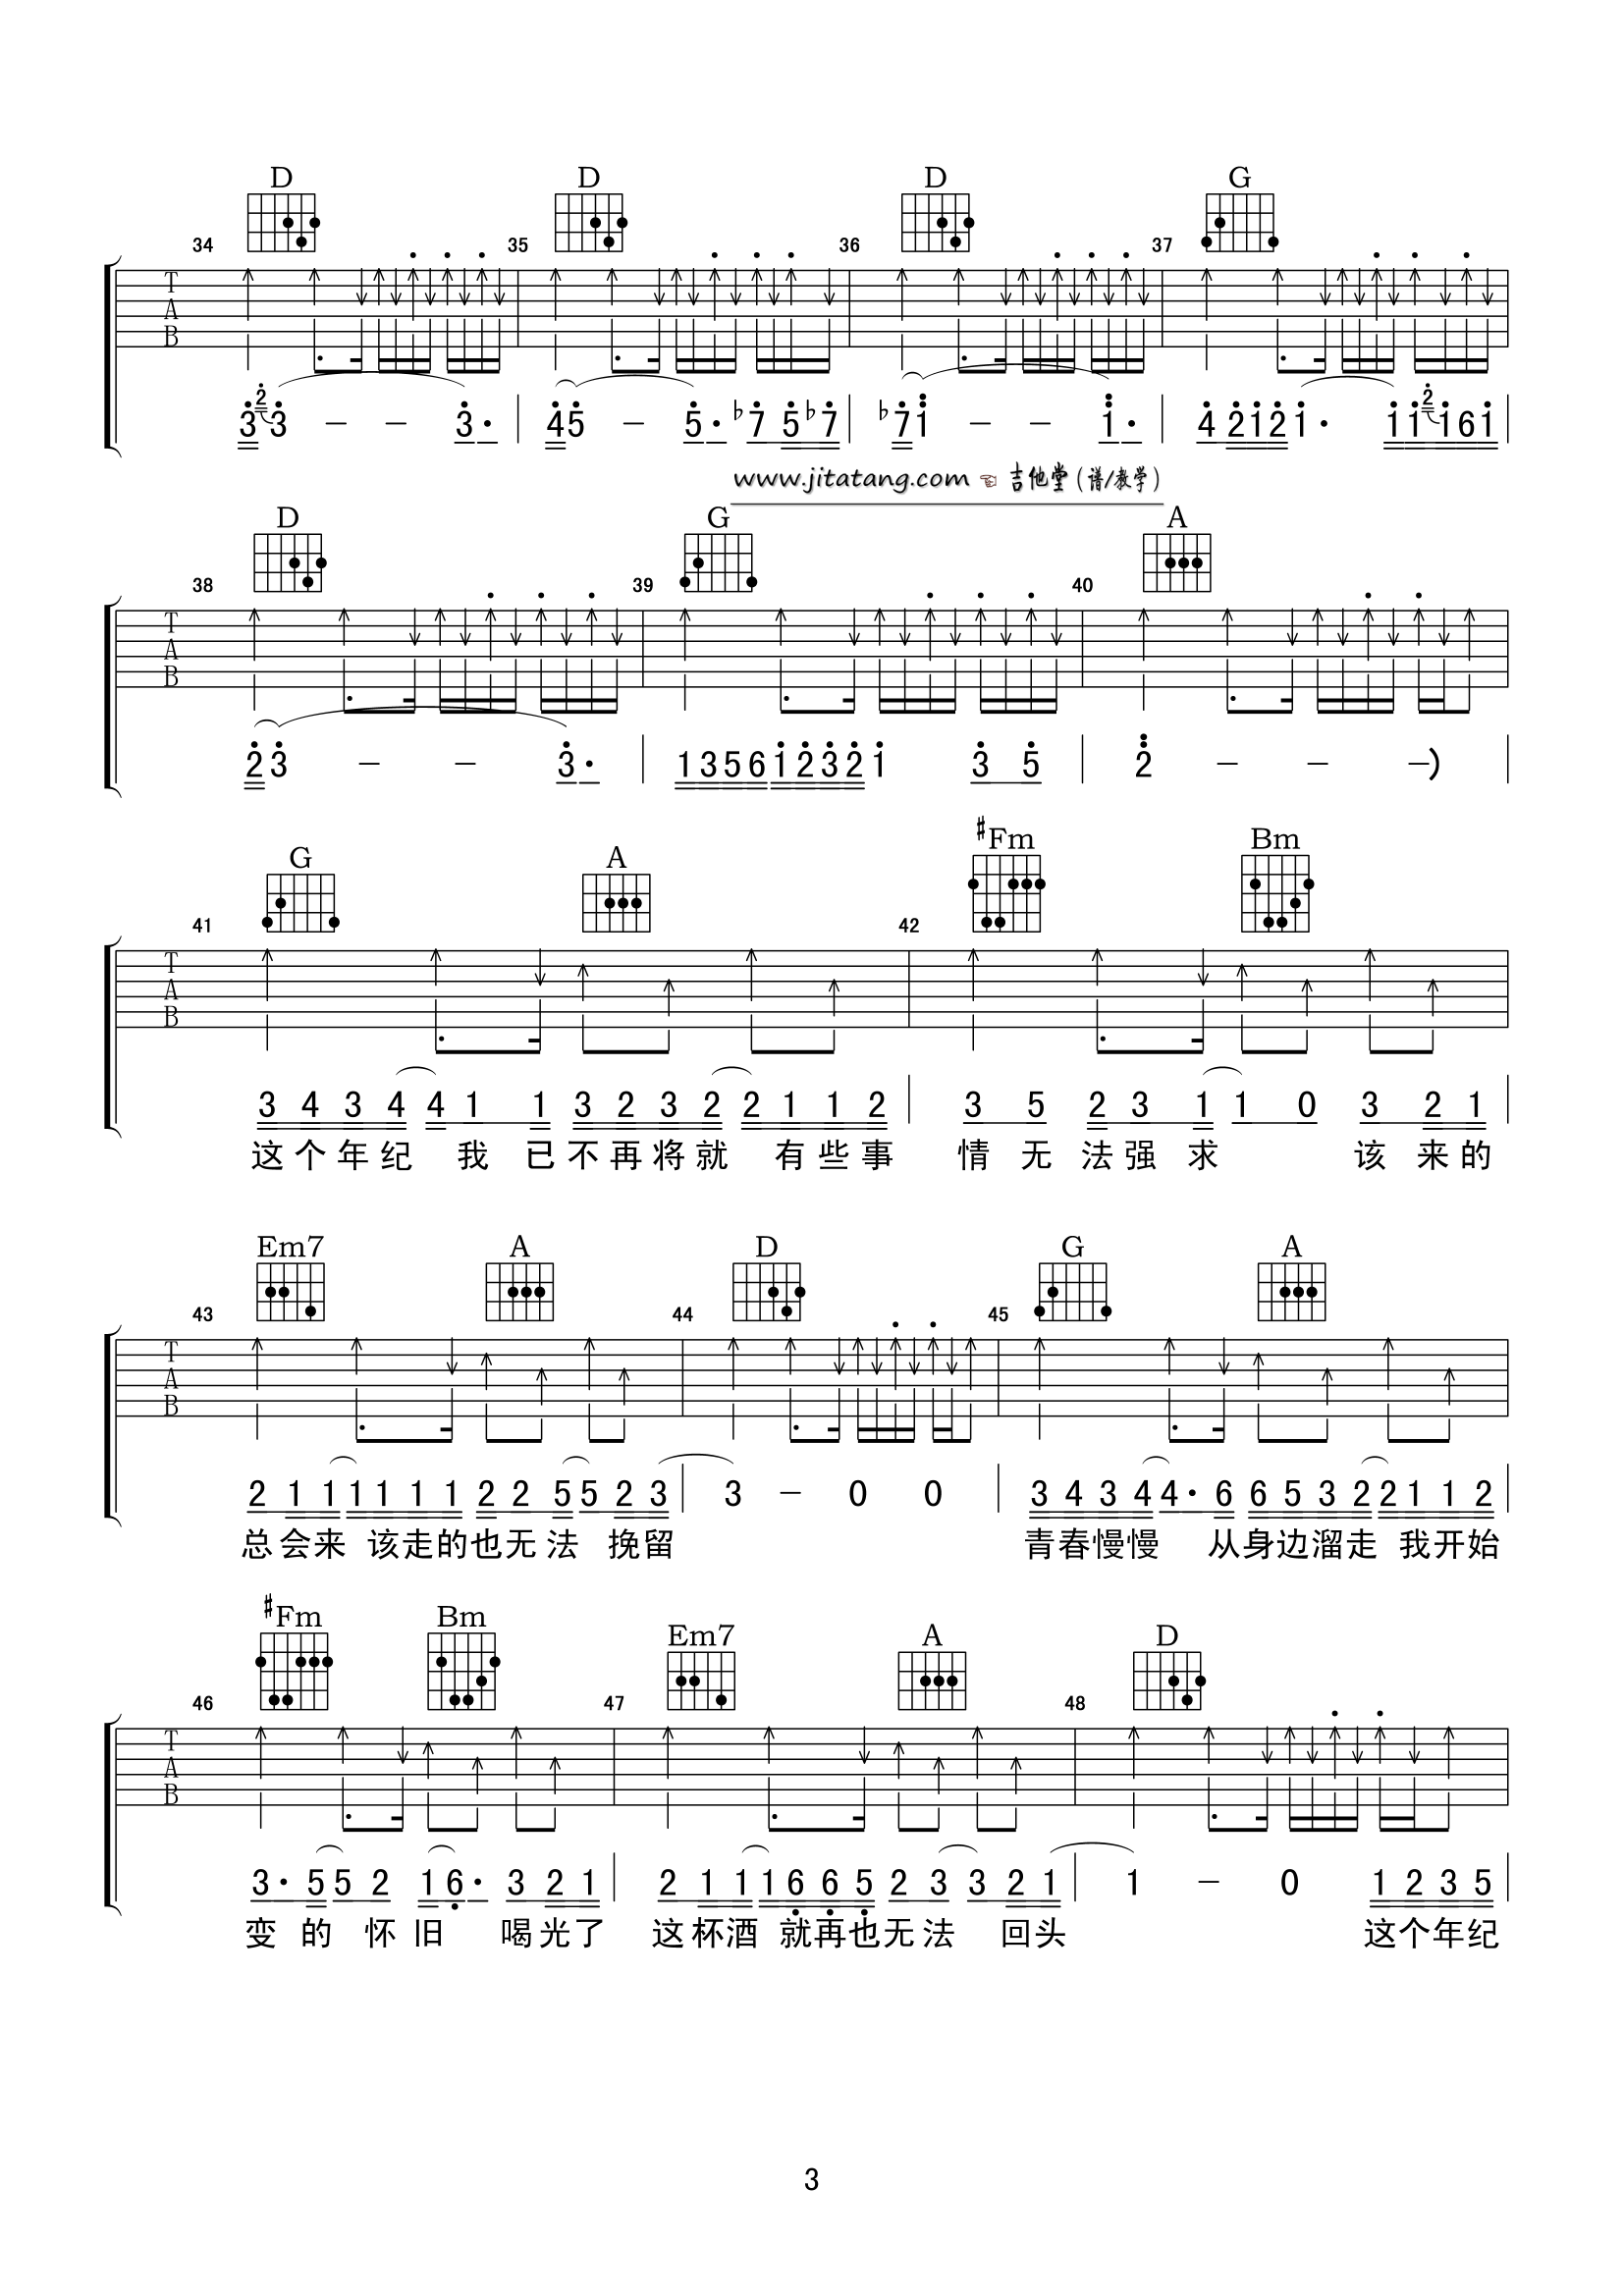 D D D G
34 35 36 37
T
A
B
3 2 3 – – 3· | 4 5 – 5· ♭7 5 ♭7 | ♭7 1 – – 1· | 4 2 1 2 1· 1 1 2 1 6 1 |
www.jitatang.com ☜ 吉他堂(谱/教学)
D G A
38 39 40
T
A
B
2 3 – – 3· | 1 3 5 6 1 2 3 2 1 3 5 | 2 – – –) |
G A #Fm Bm
41 42
T
A
B
3 4 3 4 4 1 1 3 2 3 2 2 1 1 2 | 3 5 2 3 1 1 0 3 2 1 |
这个年纪 我 已不再将就 有些事 情 无 法强 求 该 来的
Em7 A D G A
43 44 45
T
A
B
2 1 1 1 1 1 1 2 2 5 5 2 3 | 3 – 0 0 | 3 4 3 4 4· 6 6 5 3 2 2 1 1 2 |
总会来 该走的也无法 挽留 青春慢慢 从身边溜走 我开始
#Fm Bm Em7 A D
46 47 48
T
A
B
3· 5 5 2 1 6· 3 2 1 | 2 1 1 1 6 6 5 2 3 3 2 1 | 1 – 0 1 2 3 5 |
变 的 怀 旧 喝光了 这杯酒 就再也无法 回头 这个年纪
3